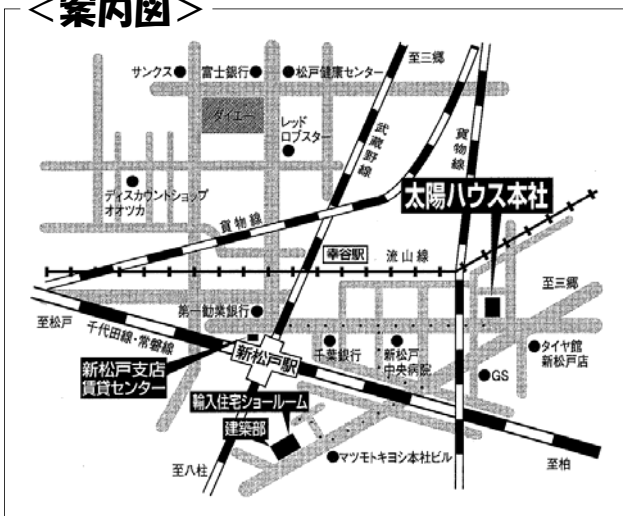 <案内図>
至三郷
サンクス
富士銀行
松戸健康センター
ダイエー
レッド
ロブスター
武蔵野線
貨物線
ディスカウントショップ
オオツカ
太陽ハウス本社
貨物線
幸谷駅
流山線
至三郷
第一勧業銀行
至松戸
千代田線・常磐線
新松戸駅
千葉銀行
新松戸
中央病院
タイヤ館
新松戸店
新松戸支店
賃貸センター
GS
輸入住宅ショールーム
建築部
マツモトキヨシ本社ビル
至八柱
至柏